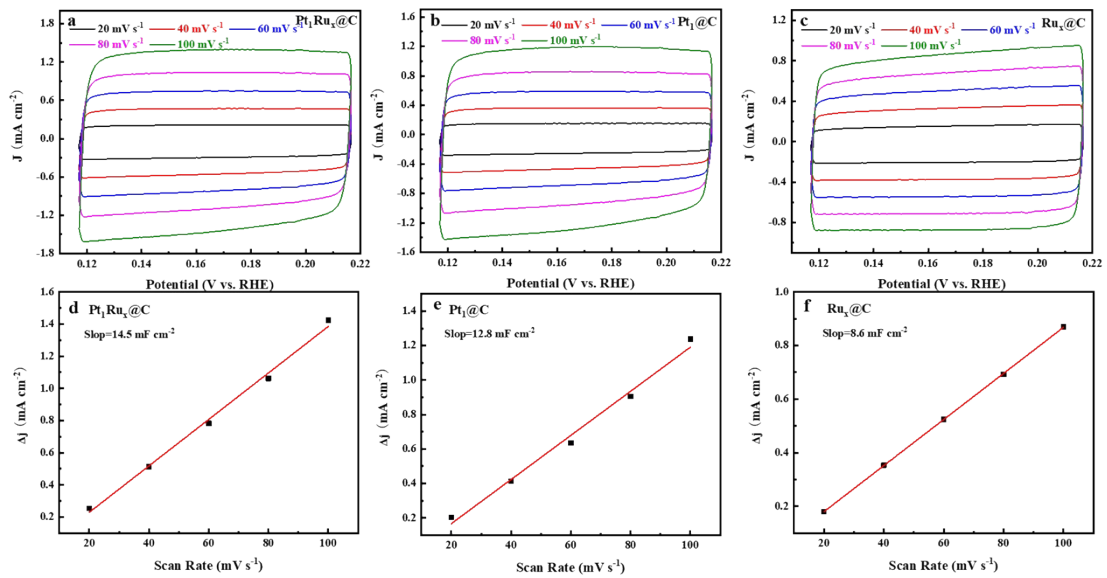 a
Pt₁Ruₓ@C
20 mV s⁻¹ 40 mV s⁻¹ 60 mV s⁻¹
80 mV s⁻¹ 100 mV s⁻¹
1.8
1.2
0.6
0.0
-0.6
-1.2
-1.8
J (mA cm⁻²)
0.12 0.14 0.16 0.18 0.20 0.22
Potential (V vs. RHE)
b
Pt₁@C
20 mV s⁻¹ 40 mV s⁻¹ 60 mV s⁻¹
80 mV s⁻¹ 100 mV s⁻¹
1.6
1.2
0.8
0.4
0.0
-0.4
-0.8
-1.2
-1.6
J (mA cm⁻²)
0.12 0.14 0.16 0.18 0.20 0.22
Potential (V vs. RHE)
c
Ruₓ@C
20 mV s⁻¹ 40 mV s⁻¹ 60 mV s⁻¹
80 mV s⁻¹ 100 mV s⁻¹
1.2
0.8
0.4
0.0
-0.4
-0.8
J (mA cm⁻²)
0.12 0.14 0.16 0.18 0.20 0.22
Potential (V vs. RHE)
d
Pt₁Ruₓ@C
Slop=14.5 mF cm⁻²
1.6
1.4
1.2
1.0
0.8
0.6
0.4
0.2
Δj (mA cm⁻²)
20 40 60 80 100
Scan Rate (mV s⁻¹)
e
Pt₁@C
Slop=12.8 mF cm⁻²
1.4
1.2
1.0
0.8
0.6
0.4
0.2
Δj (mA cm⁻²)
20 40 60 80 100
Scan Rate (mV s⁻¹)
f
Ruₓ@C
Slop=8.6 mF cm⁻²
1.0
0.8
0.6
0.4
0.2
Δj (mA cm⁻²)
20 40 60 80 100
Scan Rate (mV s⁻¹)